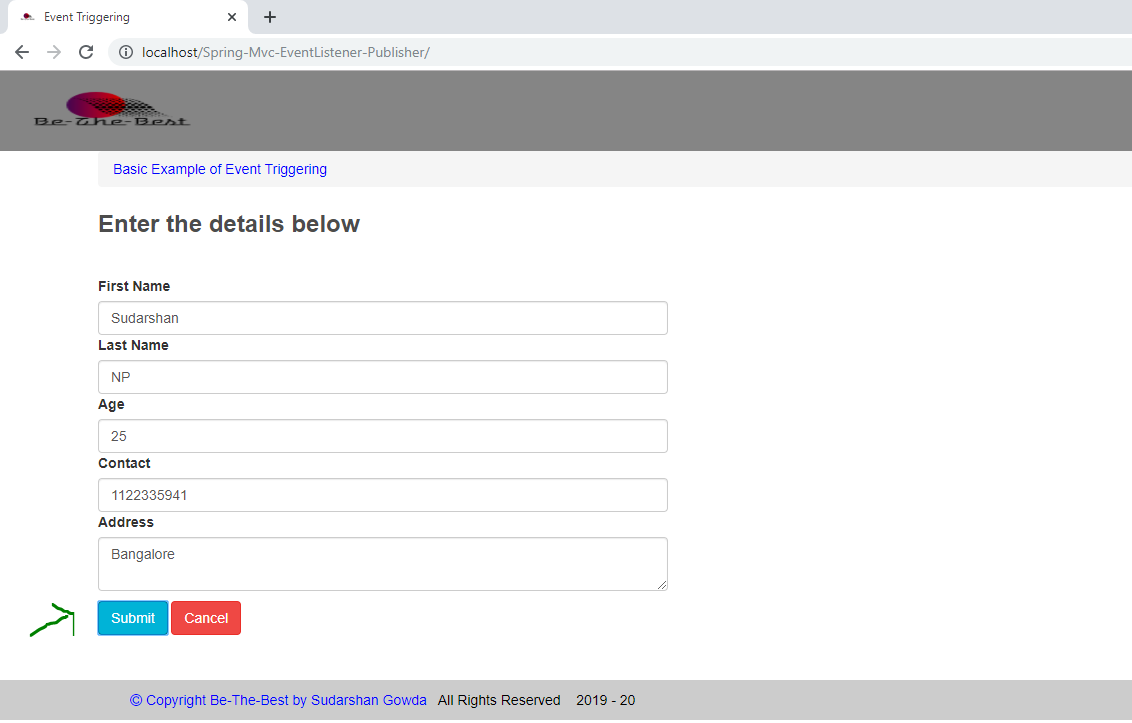 Event Triggering
localhost/Spring-Mvc-EventListener-Publisher/
Be-The-Best
Basic Example of Event Triggering
Enter the details below
First Name
Sudarshan
Last Name
NP
Age
25
Contact
1122335941
Address
Bangalore
Submit Cancel
© Copyright Be-The-Best by Sudarshan Gowda All Rights Reserved 2019 - 20